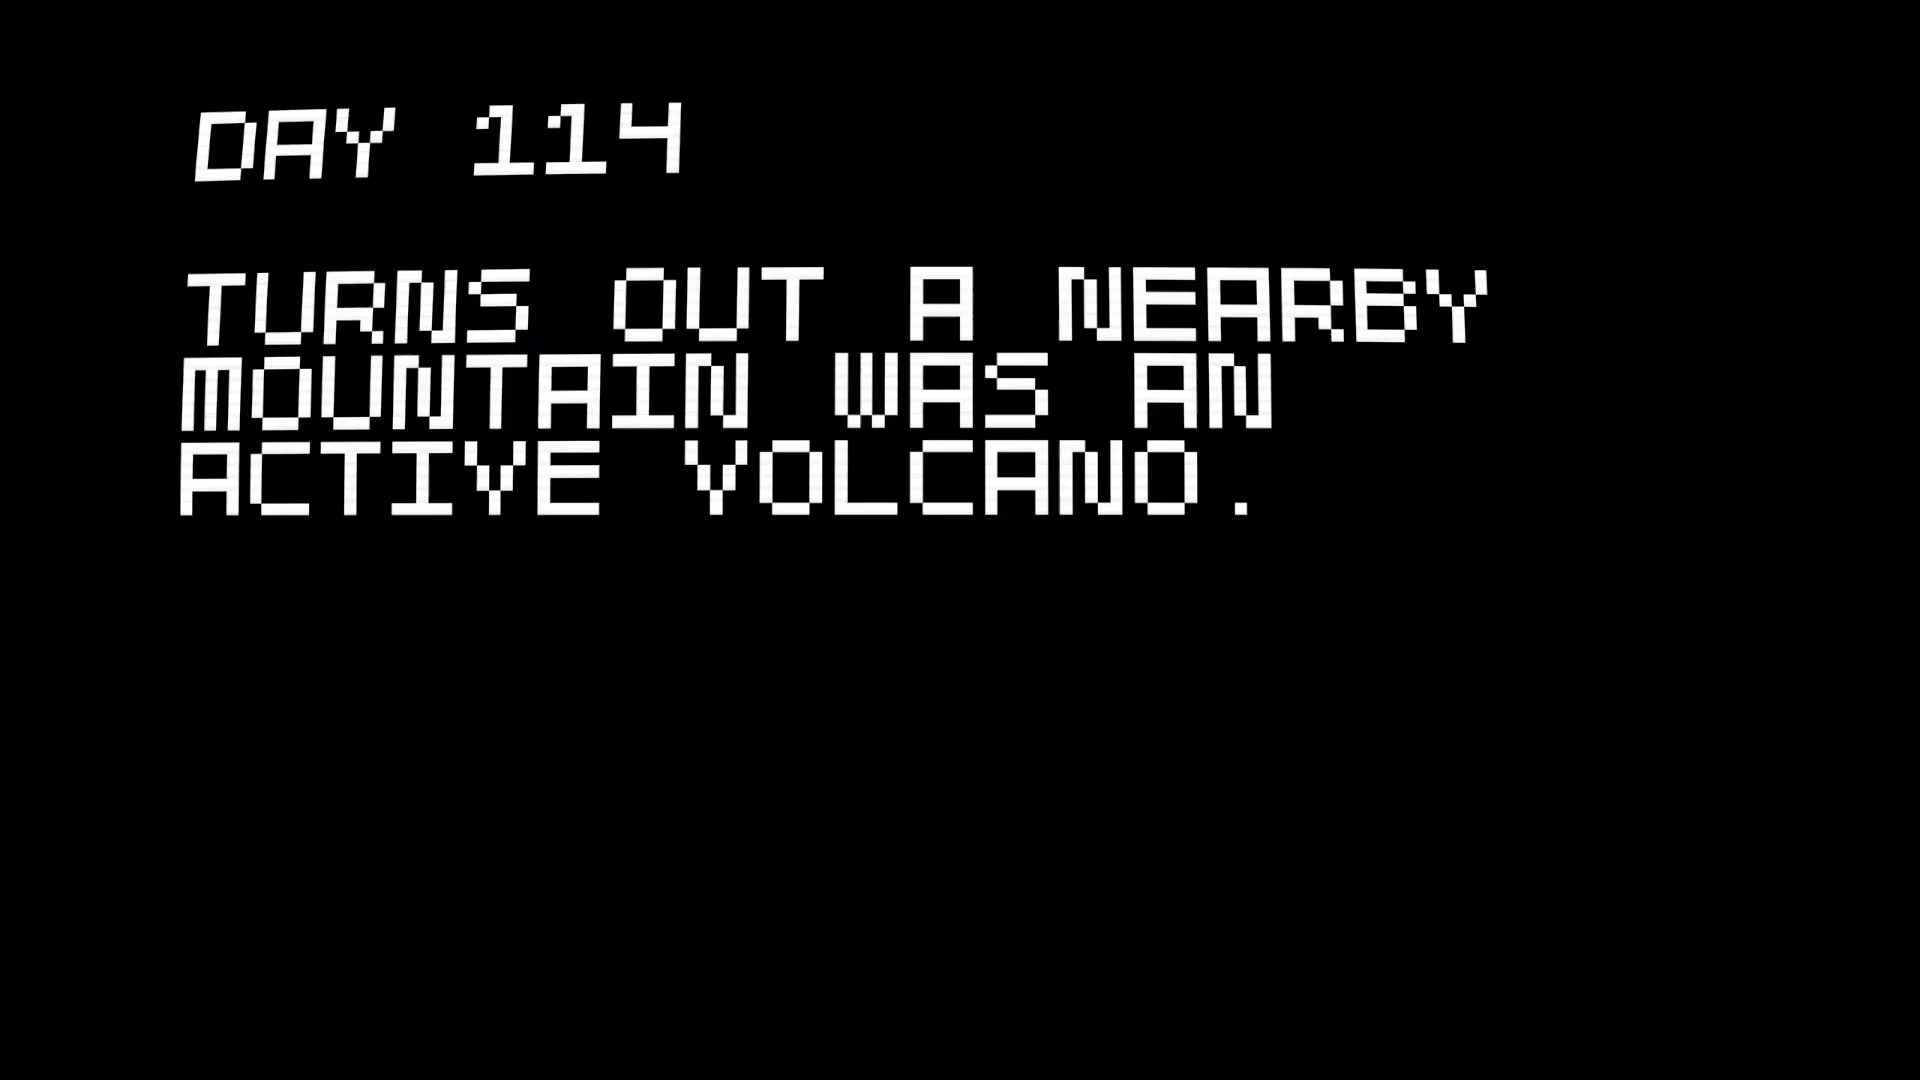 DAY 114
TURNS OUT A NEARBY
MOUNTAIN WAS AN
ACTIVE VOLCANO.